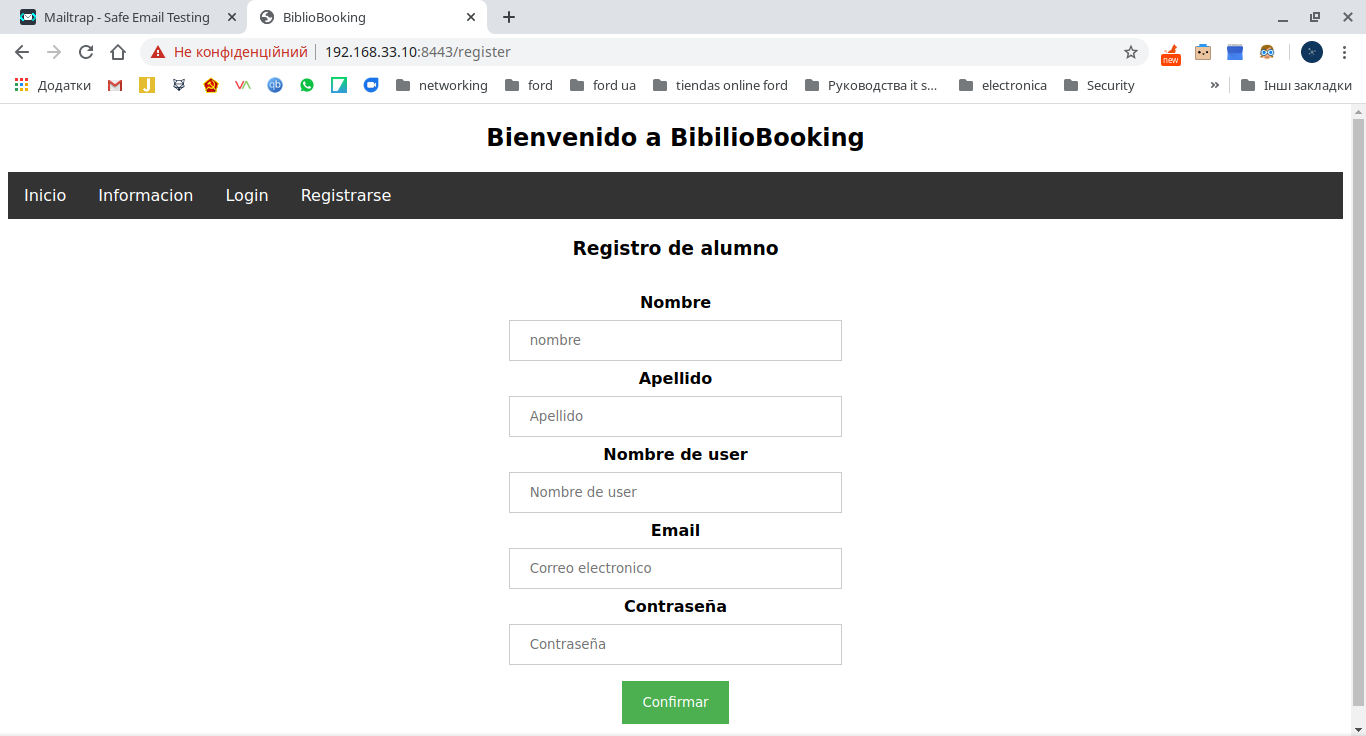 Mailtrap - Safe Email Testing
BiblioBooking
Не конфіденційний
192.168.33.10:8443/register
new
Додатки
networking
ford
ford ua
tiendas online ford
Руководства it s...
electronica
Security
»
Інші закладки
Bienvenido a BibilioBooking
Inicio Informacion Login Registrarse
Registro de alumno
Nombre
nombre
Apellido
Apellido
Nombre de user
Nombre de user
Email
Correo electronico
Contraseña
Contraseña
Confirmar